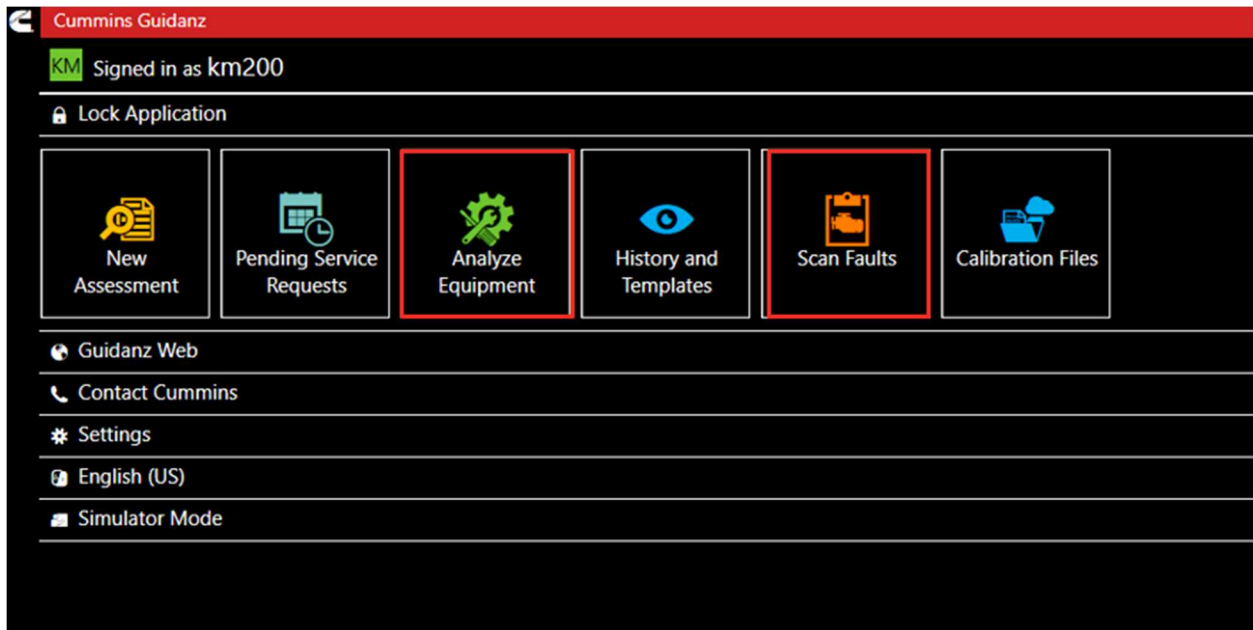 Cummins Guidanz
KM Signed in as km200
Lock Application
New
Assessment
Pending Service
Requests
Analyze
Equipment
History and
Templates
Scan Faults
Calibration Files
Guidanz Web
Contact Cummins
Settings
English (US)
Simulator Mode